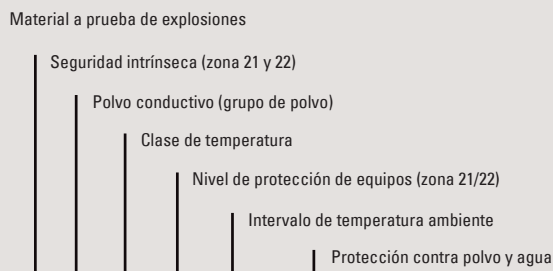 Material a prueba de explosiones
Seguridad intrínseca (zona 21 y 22)
Polvo conductivo (grupo de polvo)
Clase de temperatura
Nivel de protección de equipos (zona 21/22)
Intervalo de temperatura ambiente
Protección contra polvo y agua